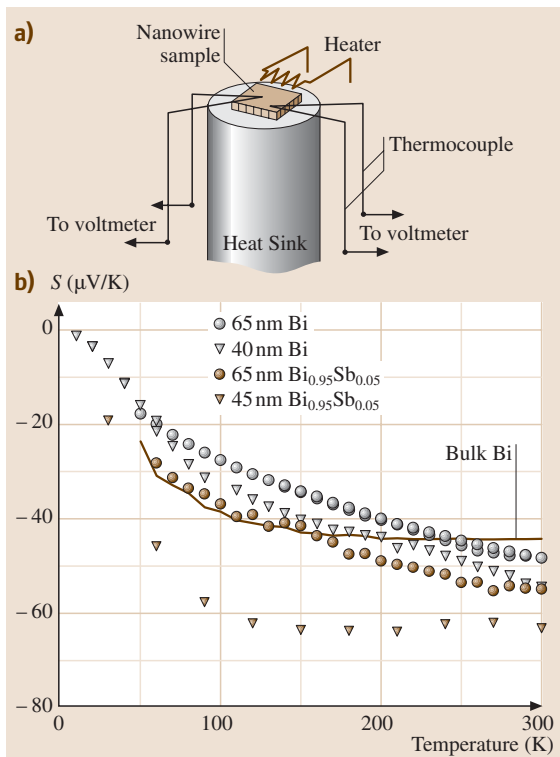 a)
Nanowire
sample
Heater
Thermocouple
To voltmeter
Heat Sink
To voltmeter
b) S (µV/K)
0
−20
−40
−60
−80
65 nm Bi
40 nm Bi
65 nm Bi0.95Sb0.05
45 nm Bi0.95Sb0.05
Bulk Bi
0 100 200 300
Temperature (K)